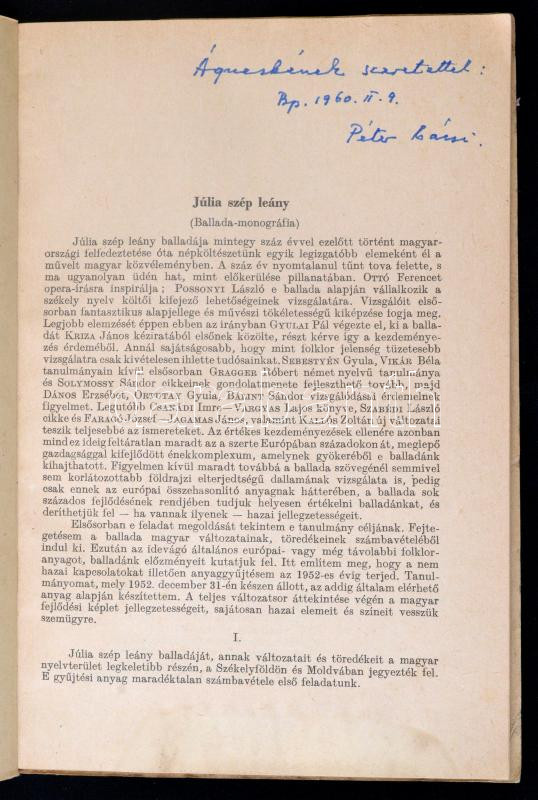 Ágneskének szeretettel:
Bp. 1960. II. 9.
Péter Lácsi.
Júlia szép leány
(Ballada-monográfia)
Júlia szép leány balladája mintegy száz évvel ezelőtt történt magyar-
országi felfedeztetése óta népköltészetünk egyik legizgatóbb elemeként él a
művelt magyar közvéleményben. A száz év nyomtalanul tűnt tova felette, s
ma ugyanolyan üdén hat, mint előkerülése pillanatában. OTTÓ Ferencet
opera-írásra inspirálja; POSSONYI László e ballada alapján vállalkozik a
székely nyelv költői kifejező lehetőségeinek vizsgálatára. Vizsgálóit első-
sorban fantasztikus alapjellege és művészi tökéletességű kiképzése fogja meg.
Legjobb elemzését éppen ebben az irányban GYULAI Pál végezte el, ki a balla-
dát KRIZA János kéziratából elsőnek közölte, részt kérve így a kezdeménye-
zés érdeméből. Annál sajátságosabb, hogy mint folklor jelenség tüzetesebb
vizsgálatra csak kivételesen ihlette tudósainkat. SEBESTYÉN Gyula, VIKÁR Béla
tanulmányain kívül elsősorban GRAGGER Róbert német nyelvű tanulmánya
és SOLYMOSSY Sándor cikkeinek gondolatmenete fejleszthető tovább, majd
DÁNOS Erzsébet, ORTUTAY Gyula, BÁLINT Sándor vizsgálódásai érdemelnek
figyelmet. Legutóbb CSANÁDI Imre—VARGYAS Lajos könyve, SZABÉDI László
cikke és FARAGÓ József—JAGAMAS János, valamint KALLÓS Zoltán új változatai
teszik teljesebbé az ismereteket. Az értékes kezdeményezések ellenére azonban
mind ez ideig feltáratlan maradt az a szerte Európában századokon át, meglepő
gazdagsággal kifejlődött énekkomplexum, amelynek gyökeréből e balladánk
kihajthatott. Figyelmen kívül maradt továbbá a ballada szövegénél semmivel
sem korlátozottabb földrajzi elterjedtségű dallamának vizsgálata is, pedig
csak ennek az európai összehasonlító anyagnak hátterében, a ballada sok
százados fejlődésének rendjében tudjuk helyesen értékelni balladánkat, és
deríthetjük fel — ha vannak ilyenek — hazai jellegzetességeit.
Elsősorban e feladat megoldását tekintem e tanulmány céljának. Fejte-
getésem a ballada magyar változatainak, töredékeinek számbavételéből
indul ki. Ezután az idevágó általános európai- vagy még távolabbi folklor-
anyagot, balladánk előzményeit kutatjuk fel. Itt említem meg, hogy a nem
hazai kapcsolatokat illetően anyaggyűjtésem az 1952-es évig terjed. Tanul-
mányomat, mely 1952. december 31-én készen állott, az addig általam elérhető
anyag alapján készítettem. A teljes változatsor áttekintése végén a magyar
fejlődési képlet jellegzetességeit, sajátosan hazai elemeit és színeit vesszük
szemügyre.
I.
Júlia szép leány balladáját, annak változatait és töredékeit a magyar
nyelvterület legkeletibb részén, a Székelyföldön és Moldvában jegyezték fel.
E gyűjtési anyag maradéktalan számbavétele első feladatunk.